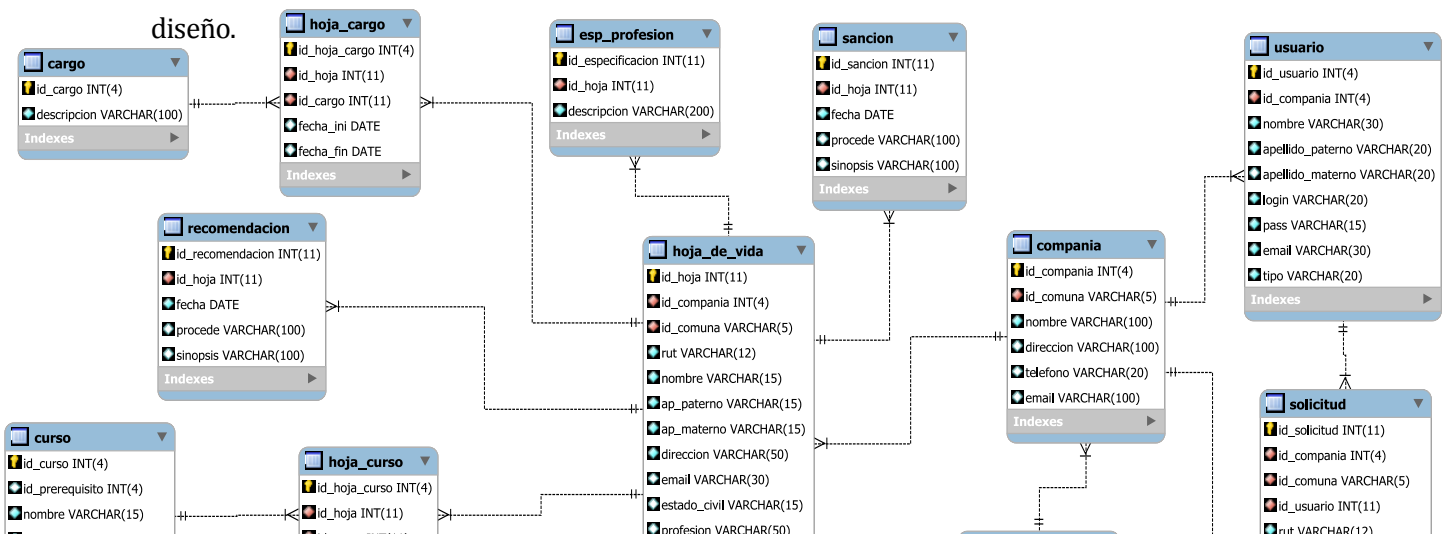 diseño.
cargo
id_cargo INT(4)
descripcion VARCHAR(100)
Indexes
hoja_cargo
id_hoja_cargo INT(4)
id_hoja INT(11)
id_cargo INT(11)
fecha_ini DATE
fecha_fin DATE
Indexes
esp_profesion
id_especificacion INT(11)
id_hoja INT(11)
descripcion VARCHAR(200)
Indexes
sancion
id_sancion INT(11)
id_hoja INT(11)
fecha DATE
procede VARCHAR(100)
sinopsis VARCHAR(100)
Indexes
usuario
id_usuario INT(4)
id_compania INT(4)
nombre VARCHAR(30)
apellido_paterno VARCHAR(20)
apellido_materno VARCHAR(20)
login VARCHAR(20)
pass VARCHAR(15)
email VARCHAR(30)
tipo VARCHAR(20)
Indexes
recomendacion
id_recomendacion INT(11)
id_hoja INT(11)
fecha DATE
procede VARCHAR(100)
sinopsis VARCHAR(100)
Indexes
hoja_de_vida
id_hoja INT(11)
id_compania INT(4)
id_comuna VARCHAR(5)
rut VARCHAR(12)
nombre VARCHAR(15)
ap_paterno VARCHAR(15)
ap_materno VARCHAR(15)
direccion VARCHAR(50)
email VARCHAR(30)
estado_civil VARCHAR(15)
profesion VARCHAR(50)
compania
id_compania INT(4)
id_comuna VARCHAR(5)
nombre VARCHAR(100)
direccion VARCHAR(100)
telefono VARCHAR(20)
email VARCHAR(100)
Indexes
solicitud
id_solicitud INT(11)
id_compania INT(4)
id_comuna VARCHAR(5)
id_usuario INT(11)
rut VARCHAR(12)
curso
id_curso INT(4)
id_prerequisito INT(4)
nombre VARCHAR(15)
hoja_curso
id_hoja_curso INT(4)
id_hoja INT(11)